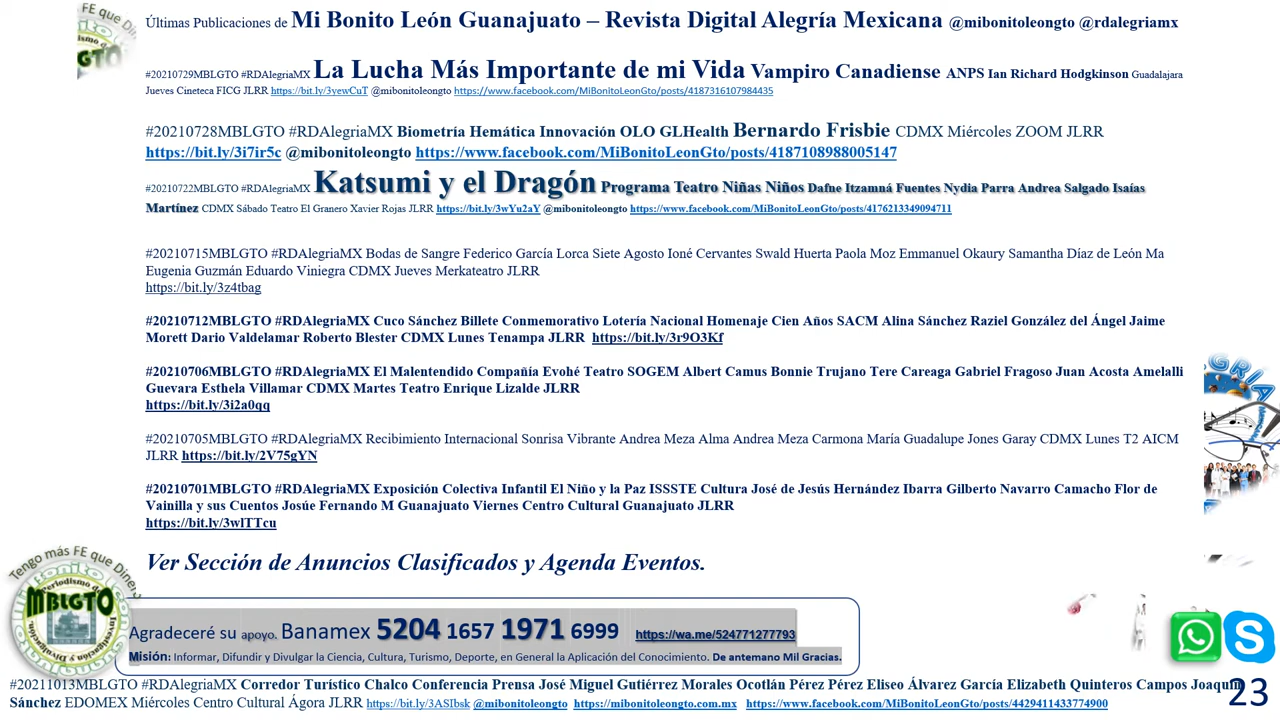 Últimas Publicaciones de Mi Bonito León Guanajuato – Revista Digital Alegría Mexicana @mibonitoleongto @rdalegriamx
#20210729MBLGTO #RDAlegriaMX La Lucha Más Importante de mi Vida Vampiro Canadiense ANPS Ian Richard Hodgkinson Guadalajara
Jueves Cineteca FICG JLRR https://bit.ly/3yewCuT @mibonitoleongto https://www.facebook.com/MiBonitoLeonGto/posts/4187316107984435
#20210728MBLGTO #RDAlegriaMX Biometría Hemática Innovación OLO GLHealth Bernardo Frisbie CDMX Miércoles ZOOM JLRR
https://bit.ly/3i7ir5c @mibonitoleongto https://www.facebook.com/MiBonitoLeonGto/posts/4187108988005147
#20210722MBLGTO #RDAlegriaMX Katsumi y el Dragón Programa Teatro Niñas Niños Dafne Itzamná Fuentes Nydia Parra Andrea Salgado Isaías
Martínez CDMX Sábado Teatro El Granero Xavier Rojas JLRR https://bit.ly/3wYu2aY @mibonitoleongto https://www.facebook.com/MiBonitoLeonGto/posts/4176213349094711
#20210715MBLGTO #RDAlegriaMX Bodas de Sangre Federico García Lorca Siete Agosto Ioné Cervantes Swald Huerta Paola Moz Emmanuel Okaury Samantha Díaz de León Ma
Eugenia Guzmán Eduardo Viniegra CDMX Jueves Merkateatro JLRR
https://bit.ly/3z4tbag
#20210712MBLGTO #RDAlegriaMX Cuco Sánchez Billete Conmemorativo Lotería Nacional Homenaje Cien Años SACM Alina Sánchez Raziel González del Ángel Jaime
Morett Dario Valdelamar Roberto Blester CDMX Lunes Tenampa JLRR https://bit.ly/3r9O3Kf
#20210706MBLGTO #RDAlegriaMX El Malentendido Compañía Evohé Teatro SOGEM Albert Camus Bonnie Trujano Tere Careaga Gabriel Fragoso Juan Acosta Amelalli
Guevara Esthela Villamar CDMX Martes Teatro Enrique Lizalde JLRR
https://bit.ly/3i2a0qq
#20210705MBLGTO #RDAlegriaMX Recibimiento Internacional Sonrisa Vibrante Andrea Meza Alma Andrea Meza Carmona María Guadalupe Jones Garay CDMX Lunes T2 AICM
JLRR https://bit.ly/2V75gYN
#20210701MBLGTO #RDAlegriaMX Exposición Colectiva Infantil El Niño y la Paz ISSSTE Cultura José de Jesús Hernández Ibarra Gilberto Navarro Camacho Flor de
Vainilla y sus Cuentos Josúe Fernando M Guanajuato Viernes Centro Cultural Guanajuato JLRR
https://bit.ly/3wlTTcu
Ver Sección de Anuncios Clasificados y Agenda Eventos.
Tengo más FE que Diner
Periodismo de
MBLGTO
Agradeceré su apoyo. Banamex 5204 1657 1971 6999 https://wa.me/524771277793
Misión: Informar, Difundir y Divulgar la Ciencia, Cultura, Turismo, Deporte, en General la Aplicación del Conocimiento. De antemano Mil Gracias.
#20211013MBLGTO #RDAlegriaMX Corredor Turístico Chalco Conferencia Prensa José Miguel Gutiérrez Morales Ocotlán Pérez Pérez Eliseo Álvarez García Elizabeth Quinteros Campos Joaquín
Sánchez EDOMEX Miércoles Centro Cultural Ágora JLRR https://bit.ly/3ASIbsk @mibonitoleongto https://mibonitoleongto.com.mx https://www.facebook.com/MiBonitoLeonGto/posts/4429411433774900
23